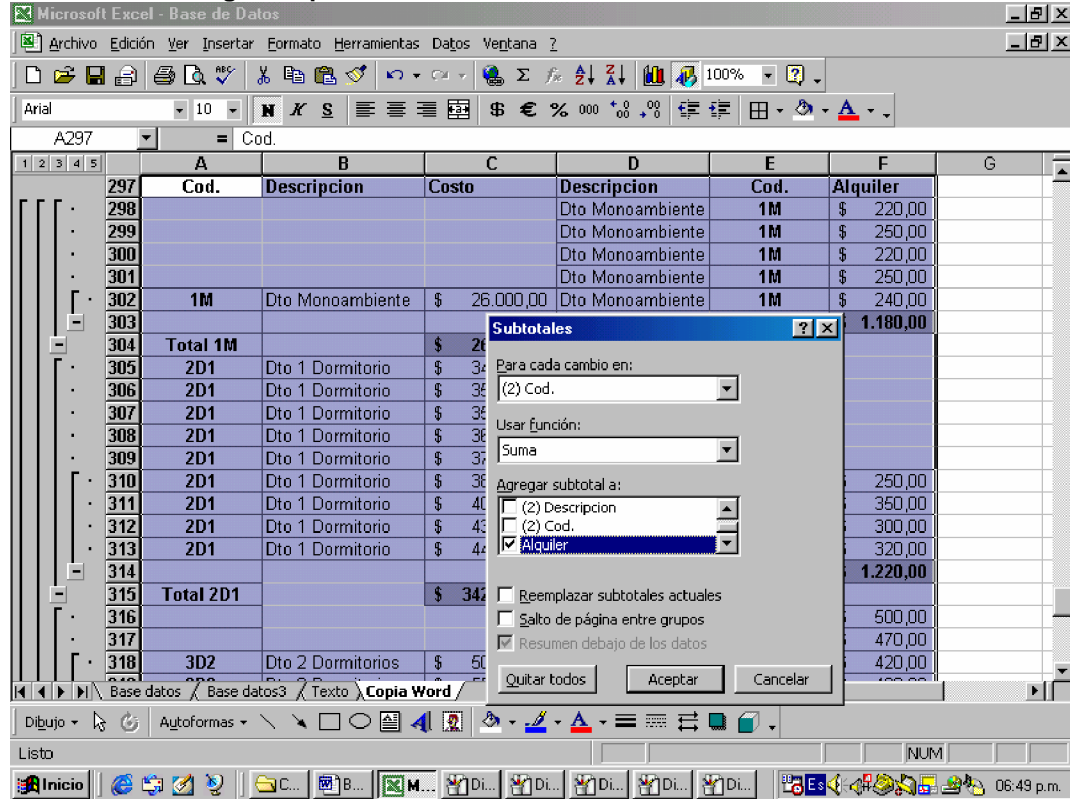 Microsoft Excel - Base de Datos
Archivo Edición Ver Insertar Formato Herramientas Datos Ventana ?
100%
Arial 10 N K S $ € % 000
A297 = Cod.
1 2 3 4 5 A B C D E F G
297 Cod. Descripcion Costo Descripcion Cod. Alquiler
298 Dto Monoambiente 1M $ 220,00
299 Dto Monoambiente 1M $ 250,00
300 Dto Monoambiente 1M $ 220,00
301 Dto Monoambiente 1M $ 250,00
302 1M Dto Monoambiente $ 26.000,00 Dto Monoambiente 1M $ 240,00
303 1.180,00
304 Total 1M $
305 2D1 Dto 1 Dormitorio $
306 2D1 Dto 1 Dormitorio $
307 2D1 Dto 1 Dormitorio $
308 2D1 Dto 1 Dormitorio $
309 2D1 Dto 1 Dormitorio $
310 2D1 Dto 1 Dormitorio $ 250,00
311 2D1 Dto 1 Dormitorio $ 350,00
312 2D1 Dto 1 Dormitorio $ 300,00
313 2D1 Dto 1 Dormitorio $ 320,00
314 1.220,00
315 Total 2D1 $ 342
316 500,00
317 470,00
318 3D2 Dto 2 Dormitorios $ 420,00
Subtotales
Para cada cambio en:
(2) Cod.
Usar función:
Suma
Agregar subtotal a:
(2) Descripcion
(2) Cod.
Alquiler
Reemplazar subtotales actuales
Salto de página entre grupos
Resumen debajo de los datos
Quitar todos Aceptar Cancelar
Base datos Base datos3 Texto Copia Word
Dibujo Autoformas
Listo NUM
Inicio C... B... M... Di... Di... Di... Di... Di... Es 06:49 p.m.